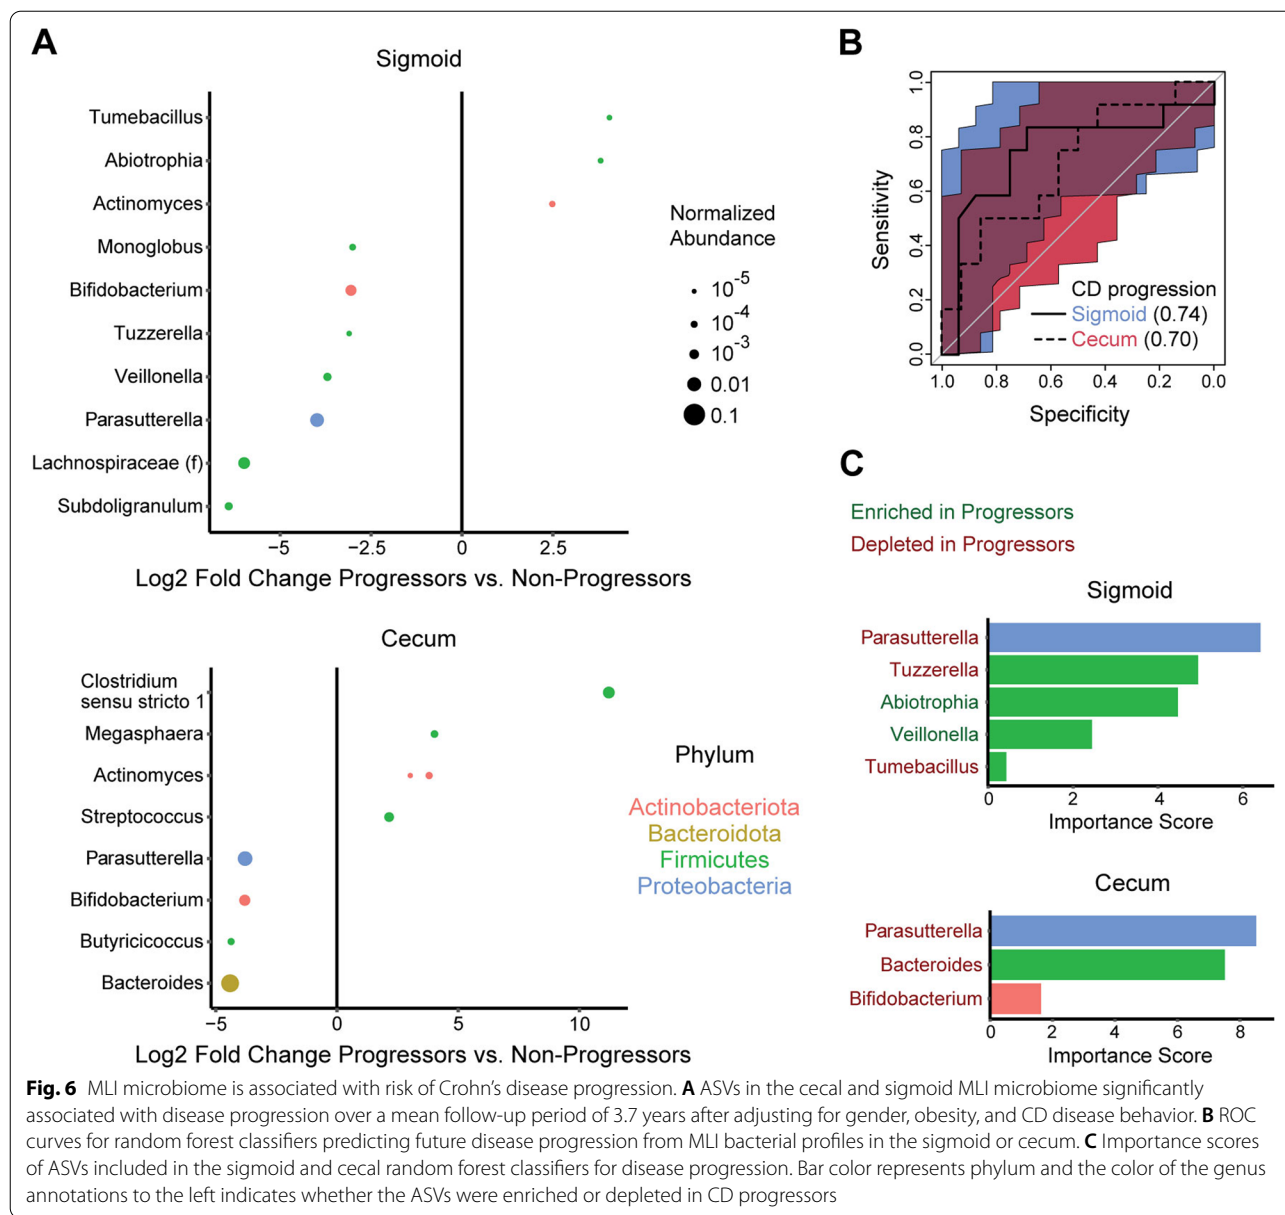 A
Sigmoid
Tumebacillus
Abiotrophia
Actinomyces
Monoglobus
Bifidobacterium
Tuzzerella
Veillonella
Parasutterella
Lachnospiraceae (f)
Subdoligranulum
−5 −2.5 0 2.5
Log2 Fold Change Progressors vs. Non-Progressors
Normalized
Abundance
10-5
10-4
10-3
0.01
0.1
Cecum
Clostridium
sensu stricto 1
Megasphaera
Actinomyces
Streptococcus
Parasutterella
Bifidobacterium
Butyricicoccus
Bacteroides
−5 0 5 10
Log2 Fold Change Progressors vs. Non-Progressors
Phylum
Actinobacteriota
Bacteroidota
Firmicutes
Proteobacteria
B
Sensitivity
1.0
0.8
0.6
0.4
0.2
0.0
CD progression
Sigmoid (0.74)
Cecum (0.70)
1.0 0.8 0.6 0.4 0.2 0.0
Specificity
C
Enriched in Progressors
Depleted in Progressors
Sigmoid
Parasutterella
Tuzzerella
Abiotrophia
Veillonella
Tumebacillus
0 2 4 6
Importance Score
Cecum
Parasutterella
Bacteroides
Bifidobacterium
0 2 4 6 8
Importance Score
Fig. 6 MLI microbiome is associated with risk of Crohn's disease progression. A ASVs in the cecal and sigmoid MLI microbiome significantly
associated with disease progression over a mean follow-up period of 3.7 years after adjusting for gender, obesity, and CD disease behavior. B ROC
curves for random forest classifiers predicting future disease progression from MLI bacterial profiles in the sigmoid or cecum. C Importance scores
of ASVs included in the sigmoid and cecal random forest classifiers for disease progression. Bar color represents phylum and the color of the genus
annotations to the left indicates whether the ASVs were enriched or depleted in CD progressors